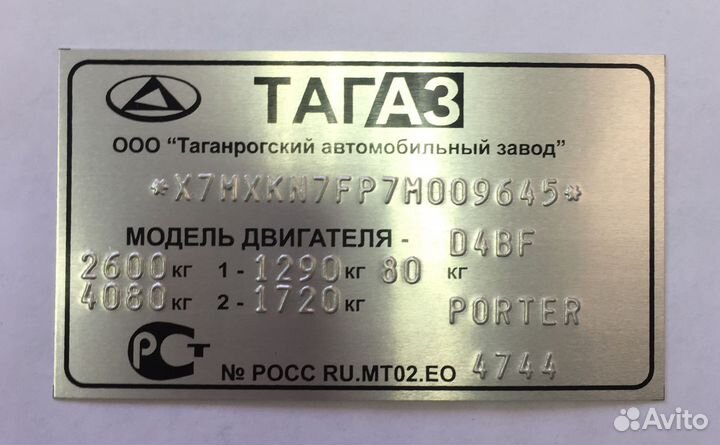 ТАГАЗ
ООО "Таганрогский автомобильный завод"
*X7MXKN7FP7M009645*
МОДЕЛЬ ДВИГАТЕЛЯ - D4BF
2600 кг 1 - 1290 кг 80 кг
4080 кг 2 - 1720 кг PORTER
РСТ № РОСС RU.MT02.EO 4744
Avito